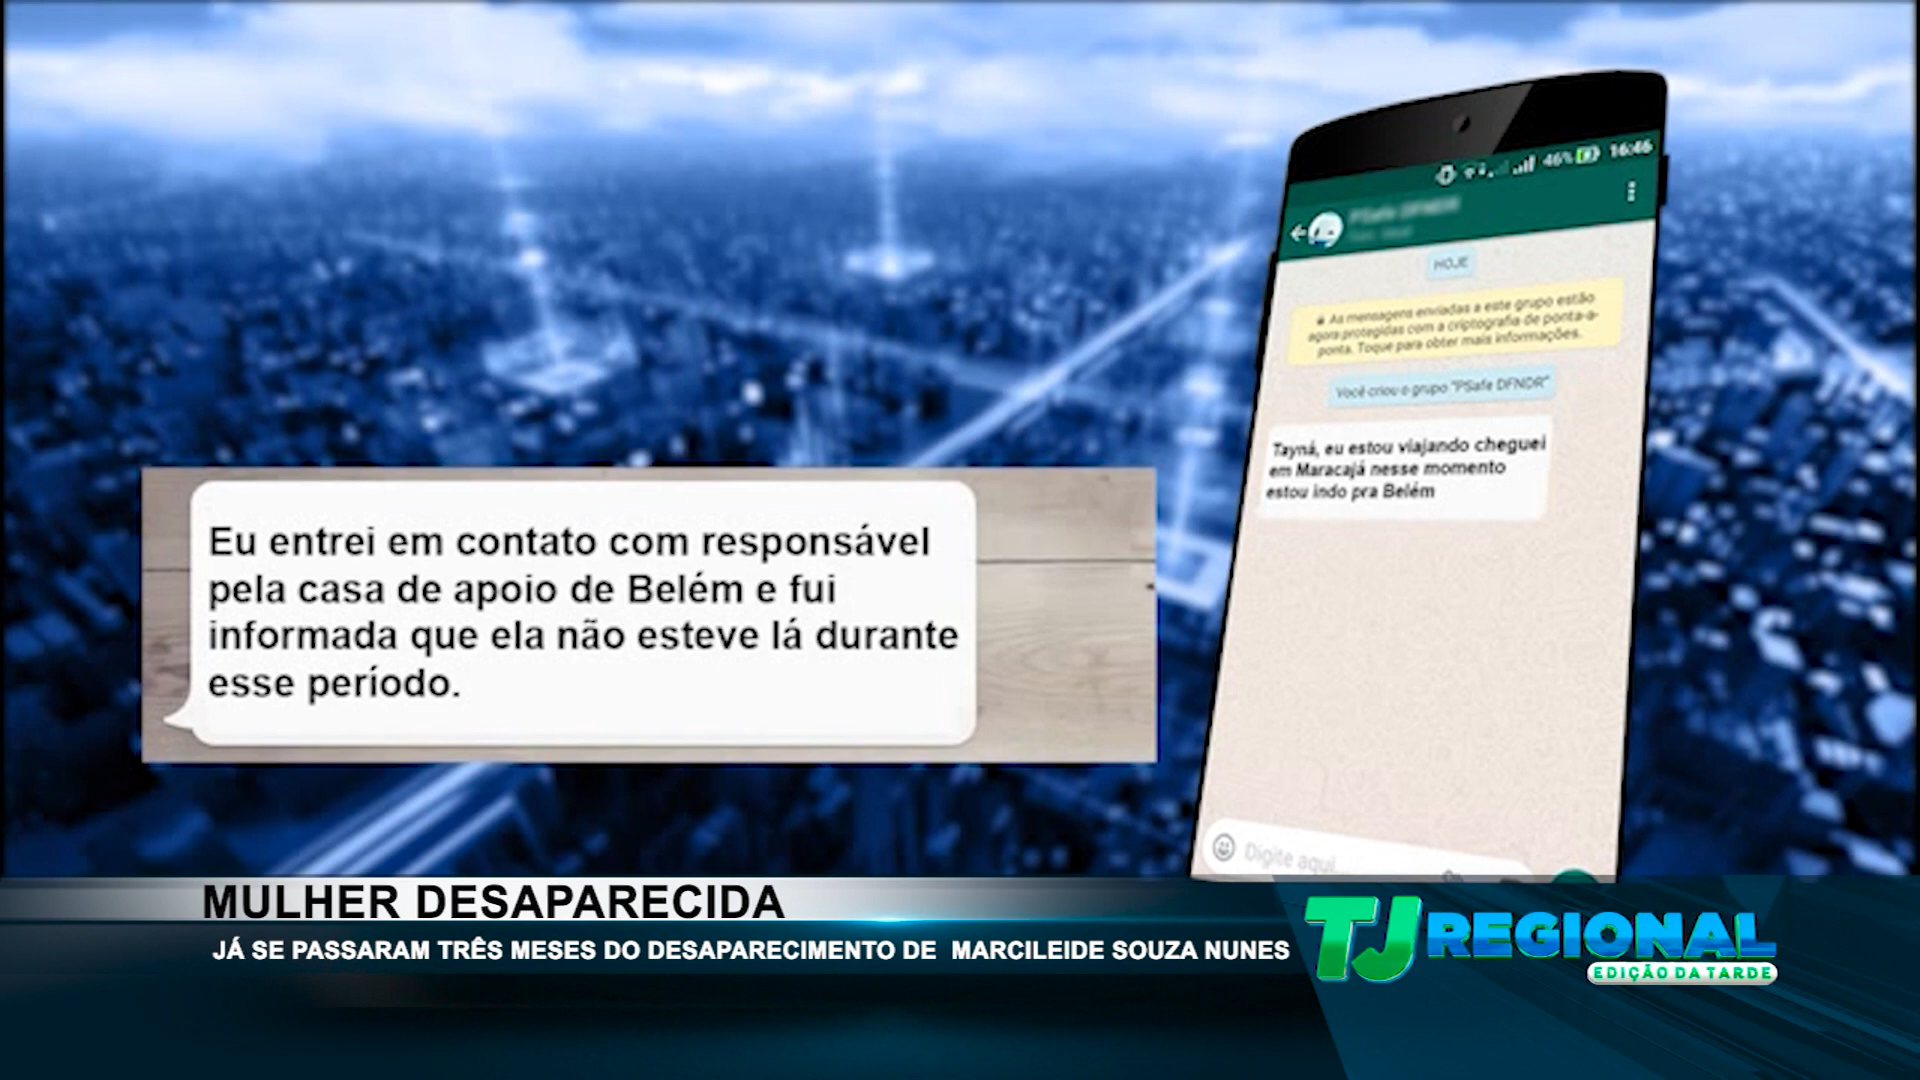 46% 16:46
PSafe DFNDR
HOJE
As mensagens enviadas a este grupo estão
agora protegidas com a criptografia de ponta-a-
ponta. Toque para obter mais informações.
Você criou o grupo "PSafe DFNDR"
Tayná, eu estou viajando cheguei
em Maracajá nesse momento
estou indo pra Belém
Digite aqui...
Eu entrei em contato com responsável
pela casa de apoio de Belém e fui
informada que ela não esteve lá durante
esse período.
MULHER DESAPARECIDA
JÁ SE PASSARAM TRÊS MESES DO DESAPARECIMENTO DE MARCILEIDE SOUZA NUNES
TJ REGIONAL
EDIÇÃO DA TARDE